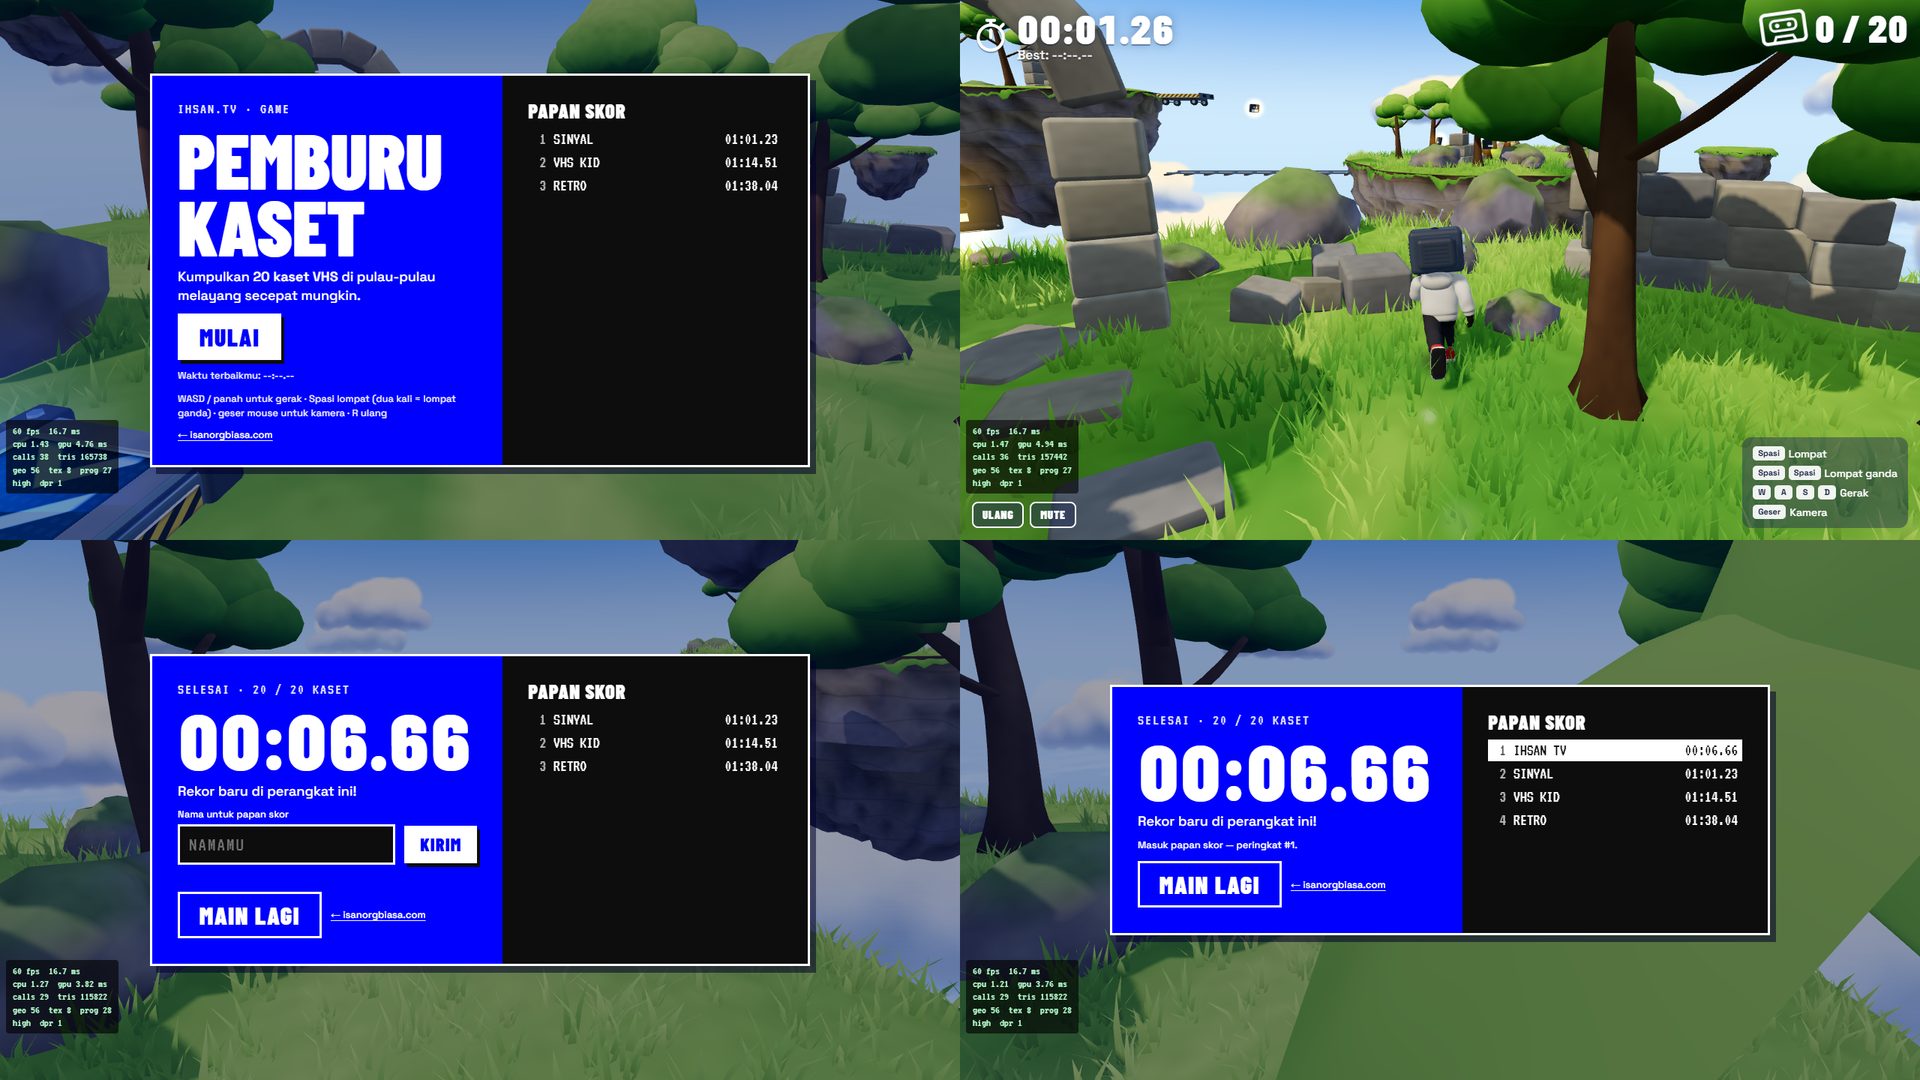 IHSAN.TV · GAME
PEMBURU
KASET
Kumpulkan 20 kaset VHS di pulau-pulau
melayang secepat mungkin.
MULAI
Waktu terbaikmu: --:--.--
WASD / panah untuk gerak · Spasi lompat (dua kali = lompat
ganda) · geser mouse untuk kamera · R ulang
← isanorgbiasa.com
PAPAN SKOR
1 SINYAL 01:01.23
2 VHS KID 01:14.51
3 RETRO 01:38.04
60 fps 16.7 ms
cpu 1.43 gpu 4.76 ms
calls 38 tris 165738
geo 56 tex 8 prog 27
high dpr 1
00:01.26
Best: --:--.--
0 / 20
60 fps 16.7 ms
cpu 1.47 gpu 4.94 ms
calls 36 tris 157442
geo 56 tex 8 prog 27
high dpr 1
ULANG MUTE
Spasi Lompat
Spasi Spasi Lompat ganda
W A S D Gerak
Geser Kamera
SELESAI · 20 / 20 KASET
00:06.66
Rekor baru di perangkat ini!
Nama untuk papan skor
NAMAMU KIRIM
MAIN LAGI ← isanorgbiasa.com
PAPAN SKOR
1 SINYAL 01:01.23
2 VHS KID 01:14.51
3 RETRO 01:38.04
60 fps 16.7 ms
cpu 1.27 gpu 3.82 ms
calls 29 tris 115822
geo 56 tex 8 prog 28
high dpr 1
SELESAI · 20 / 20 KASET
00:06.66
Rekor baru di perangkat ini!
Masuk papan skor — peringkat #1.
MAIN LAGI ← isanorgbiasa.com
PAPAN SKOR
1 IHSAN TV 00:06.66
2 SINYAL 01:01.23
3 VHS KID 01:14.51
4 RETRO 01:38.04
60 fps 16.7 ms
cpu 1.21 gpu 3.76 ms
calls 29 tris 115822
geo 56 tex 8 prog 28
high dpr 1